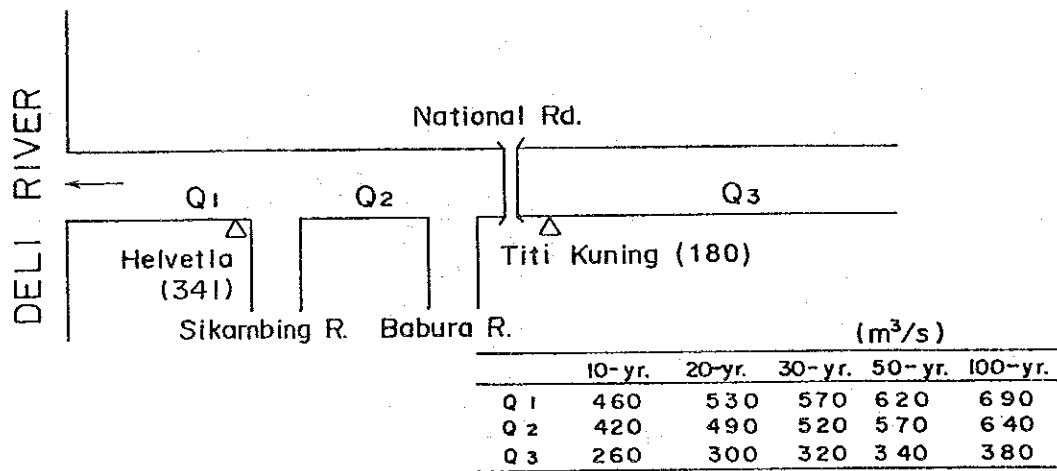 DELI RIVER
National Rd.
Q1 Q2 Q3
Helvetia
(341)
Titi Kuning (180)
Sikambing R. Babura R.
(m³/s)
10-yr. 20-yr. 30-yr. 50-yr. 100-yr.
Q1 460 530 570 620 690
Q2 420 490 520 570 640
Q3 260 300 320 340 380